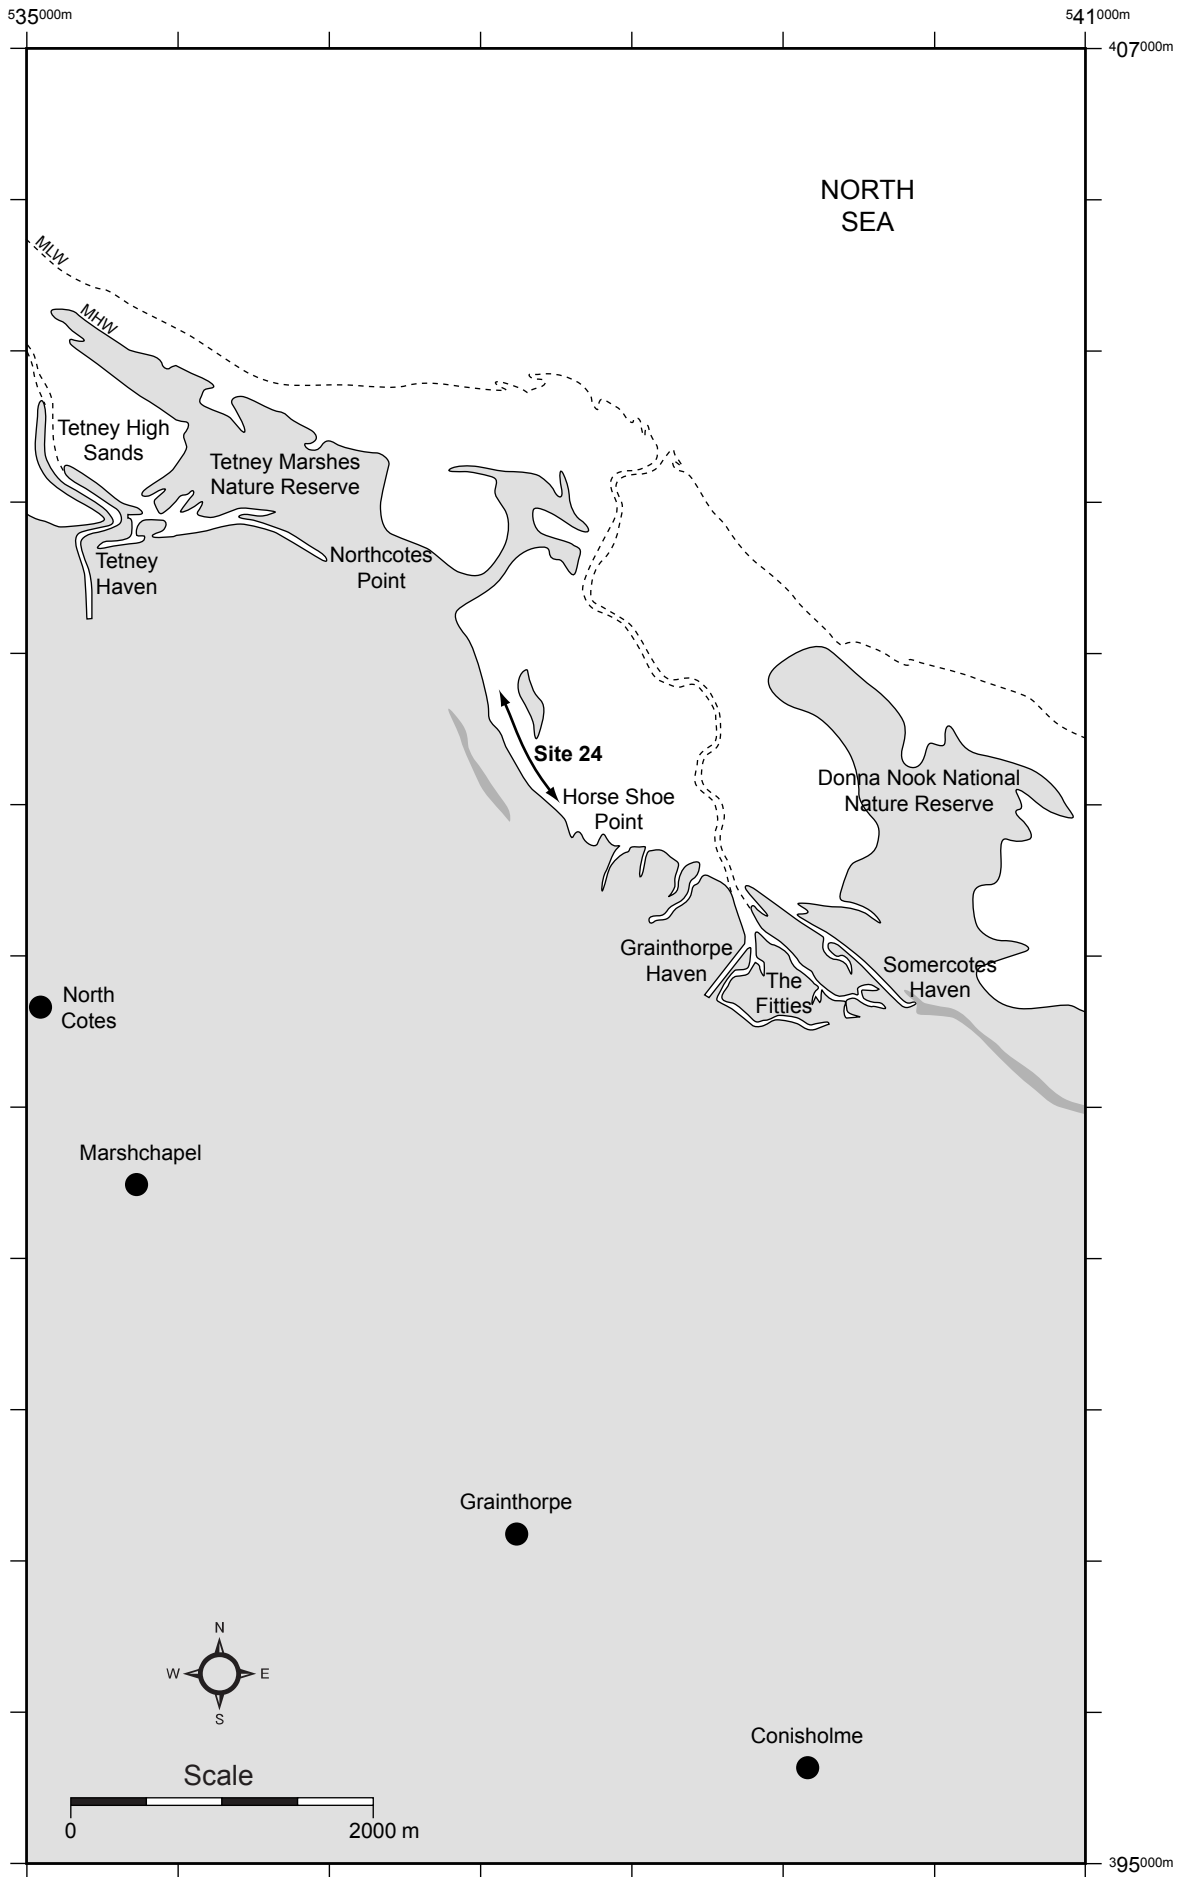 535000m
541000m
407000m
NORTH
SEA
MLW
MHW
Tetney High
Sands
Tetney Marshes
Nature Reserve
Northcotes
Point
Tetney
Haven
Site 24
Horse Shoe
Point
Donna Nook National
Nature Reserve
Grainthorpe
Haven
The
Fitties
Somercotes
Haven
North
Cotes
Marshchapel
Grainthorpe
N
W
E
S
Conisholme
Scale
0
2000 m
395000m